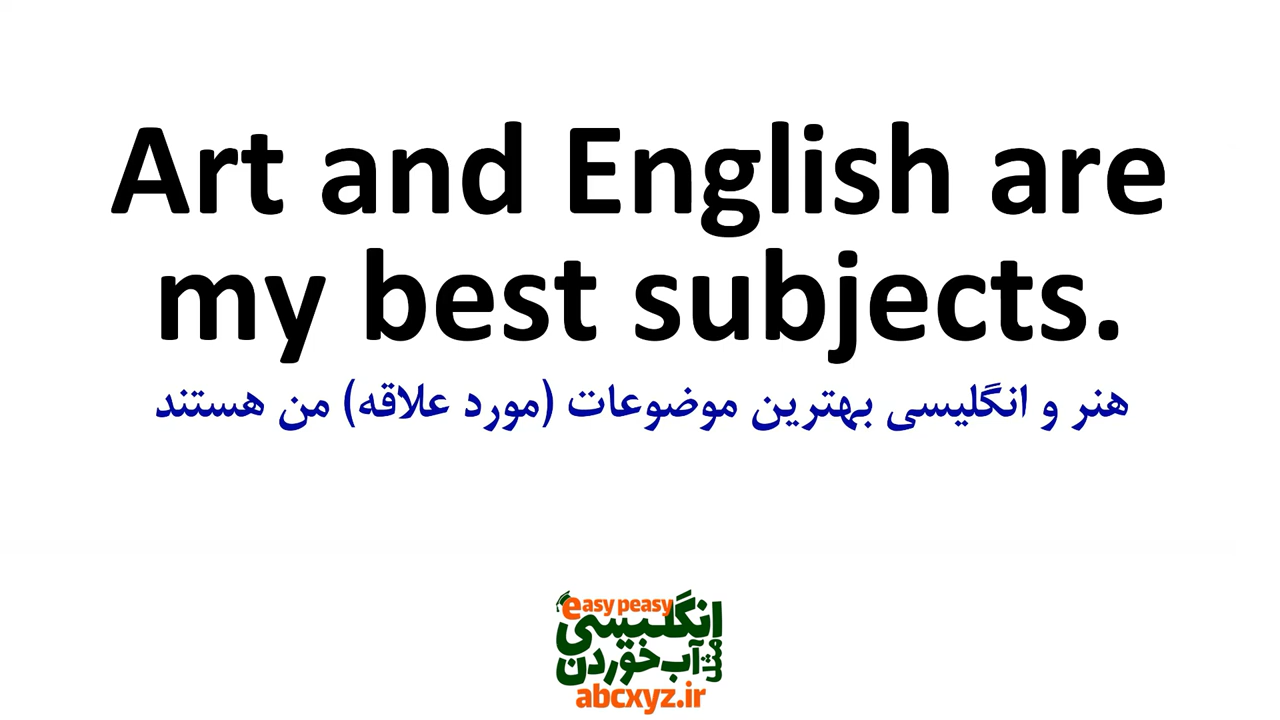 Art and English are
my best subjects.
هنر و انگلیسی بهترین موضوعات (مورد علاقه) من هستند
easy peasy
انگلیسی
مثل آب خوردن
abcxyz.ir